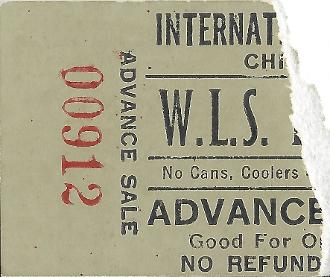 00912
ADVANCE SALE
INTERNAT
CHI
W.L.S.
No Cans, Coolers
ADVANCE
Good For O
NO REFUND